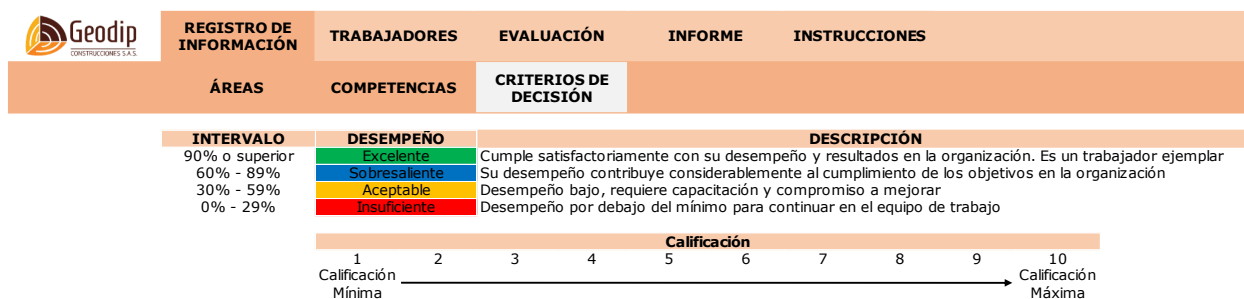 Geodip
CONSTRUCCIONES S.A.S.
REGISTRO DE
INFORMACIÓN
TRABAJADORES
EVALUACIÓN
INFORME
INSTRUCCIONES
ÁREAS
COMPETENCIAS
CRITERIOS DE
DECISIÓN
INTERVALO DESEMPEÑO DESCRIPCIÓN
90% o superior Excelente Cumple satisfactoriamente con su desempeño y resultados en la organización. Es un trabajador ejemplar
60% - 89% Sobresaliente Su desempeño contribuye considerablemente al cumplimiento de los objetivos en la organización
30% - 59% Aceptable Desempeño bajo, requiere capacitación y compromiso a mejorar
0% - 29% Insuficiente Desempeño por debajo del mínimo para continuar en el equipo de trabajo
Calificación
1 2 3 4 5 6 7 8 9 10
Calificación Calificación
Mínima Máxima